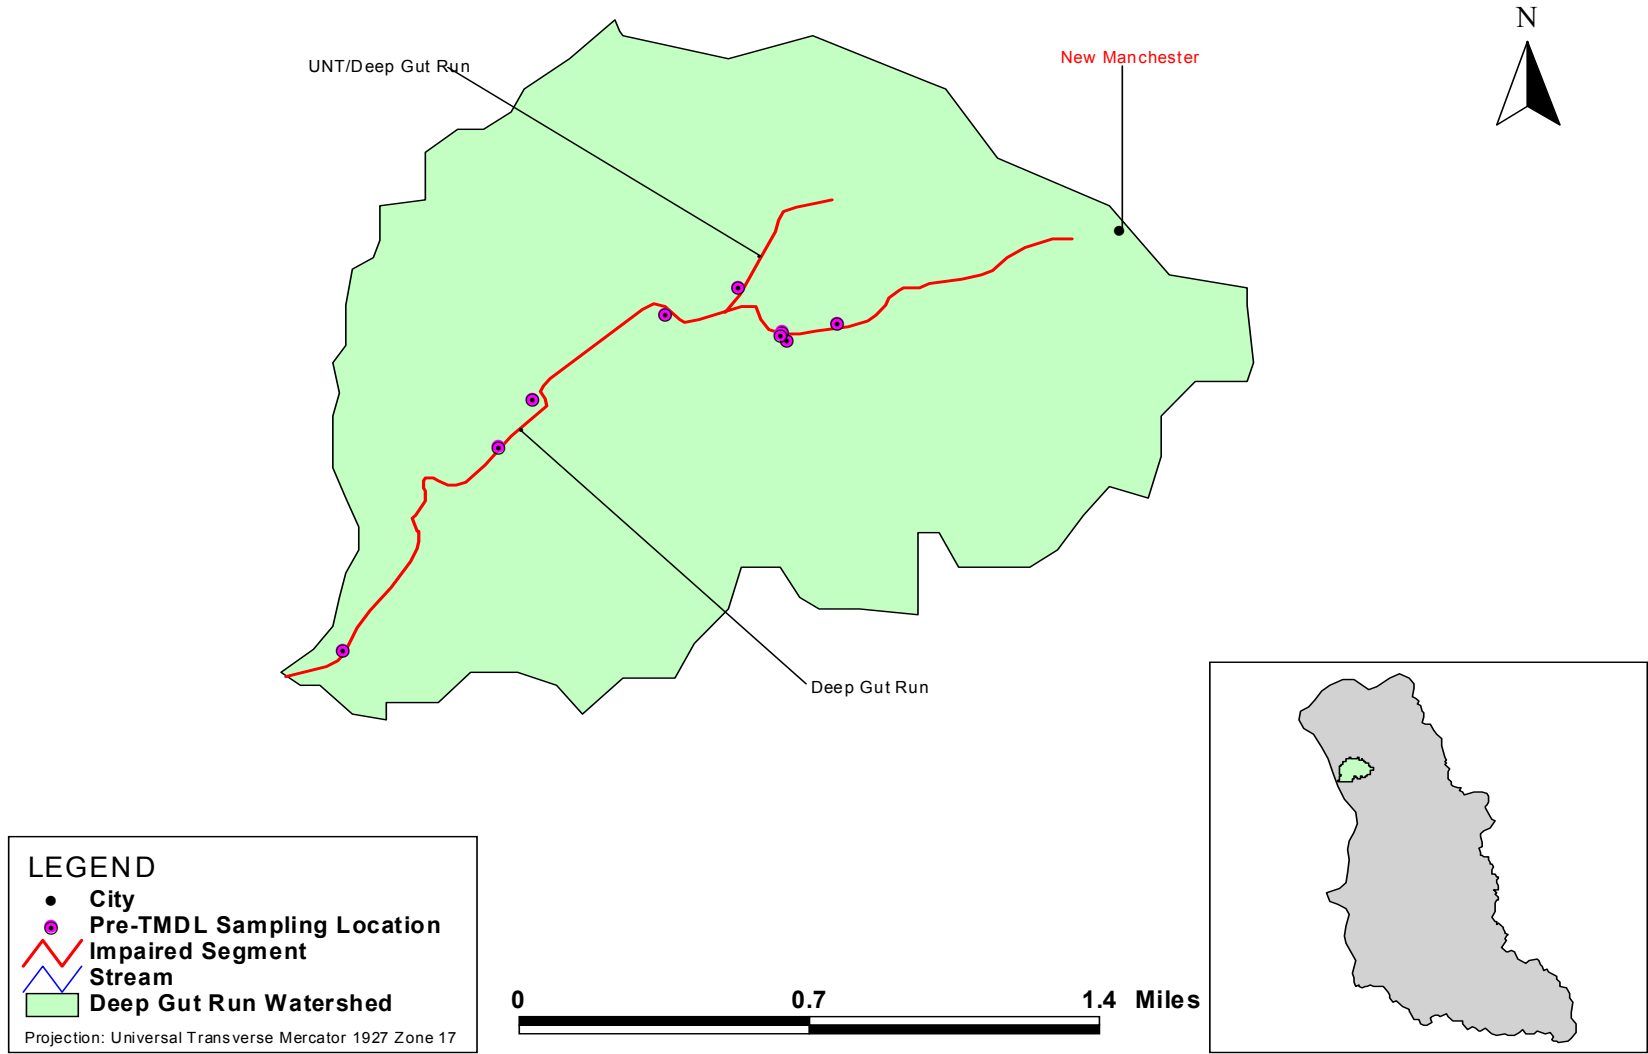 N
UNT/Deep Gut Run
New Manchester
Deep Gut Run
LEGEND
City
Pre-TMDL Sampling Location
Impaired Segment
Stream
Deep Gut Run Watershed
Projection: Universal Transverse Mercator 1927 Zone 17
0 0.7 1.4 Miles